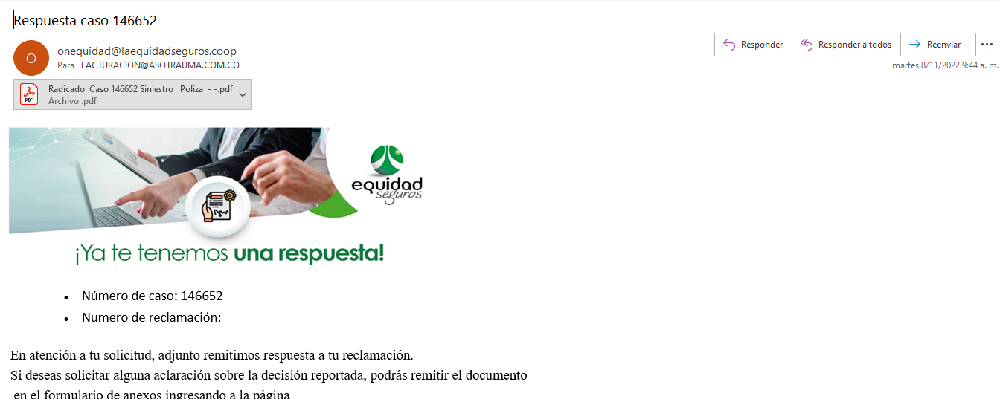 Respuesta caso 146652
O
onequidad@laequidadseguros.coop
Para FACTURACION@ASOTRAUMA.COM.CO
Responder
Responder a todos
Reenviar
martes 8/11/2022 9:44 a. m.
PDF
Radicado Caso 146652 Siniestro Poliza - -.pdf
Archivo .pdf
equidad
seguros
¡Ya te tenemos una respuesta!
• Número de caso: 146652
• Numero de reclamación:
En atención a tu solicitud, adjunto remitimos respuesta a tu reclamación.
Si deseas solicitar alguna aclaración sobre la decisión reportada, podrás remitir el documento
en el formulario de anexos ingresando a la página